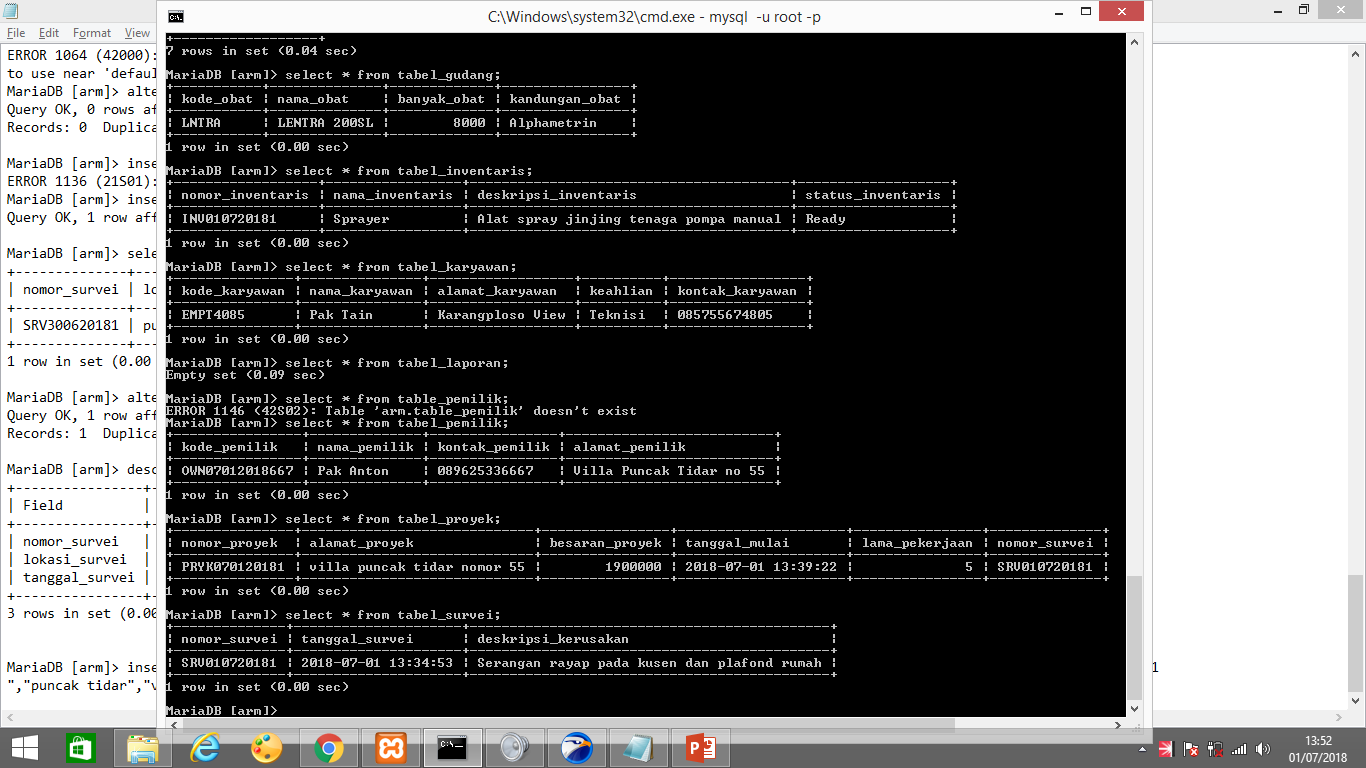 C:\Windows\system32\cmd.exe - mysql -u root -p
File Edit Format View
ERROR 1064 (42000):
to use near 'defaul
MariaDB [arm]> alte
Query OK, 0 rows af
Records: 0 Duplica
MariaDB [arm]> inse
ERROR 1136 (21S01):
MariaDB [arm]> inse
Query OK, 1 row aff
MariaDB [arm]> sele
+--------------+--
| nomor_survei | lo
+--------------+--
| SRV300620181 | pu
+--------------+--
1 row in set (0.00
MariaDB [arm]> alte
Query OK, 1 row aff
Records: 1 Duplica
MariaDB [arm]> desc
+----------------+-
| Field |
+----------------+-
| nomor_survei |
| lokasi_survei |
| tanggal_survei |
+----------------+-
3 rows in set (0.00
MariaDB [arm]> inse
1
","puncak tidar","v
7 rows in set (0.04 sec)
MariaDB [arm]> select * from tabel_gudang;
| kode_obat | nama_obat | banyak_obat | kandungan_obat |
| LNTRA | LENTRA 200SL | 8000 | Alphametrin |
1 row in set (0.00 sec)
MariaDB [arm]> select * from tabel_inventaris;
| nomor_inventaris | nama_inventaris | deskripsi_inventaris | status_inventaris |
| INV010720181 | Sprayer | Alat spray jinjing tenaga pompa manual | Ready |
1 row in set (0.00 sec)
MariaDB [arm]> select * from tabel_karyawan;
| kode_karyawan | nama_karyawan | alamat_karyawan | keahlian | kontak_karyawan |
| EMPT4085 | Pak Tain | Karangploso View | Teknisi | 085755674805 |
1 row in set (0.00 sec)
MariaDB [arm]> select * from tabel_laporan;
Empty set (0.09 sec)
MariaDB [arm]> select * from table_pemilik;
ERROR 1146 (42S02): Table 'arm.table_pemilik' doesn't exist
MariaDB [arm]> select * from tabel_pemilik;
| kode_pemilik | nama_pemilik | kontak_pemilik | alamat_pemilik |
| OWN07012018667 | Pak Anton | 089625336667 | Villa Puncak Tidar no 55 |
1 row in set (0.00 sec)
MariaDB [arm]> select * from tabel_proyek;
| nomor_proyek | alamat_proyek | besaran_proyek | tanggal_mulai | lama_pekerjaan | nomor_survei |
| PRYK070120181 | villa puncak tidar nomor 55 | 1900000 | 2018-07-01 13:39:22 | 5 | SRV010720181 |
1 row in set (0.00 sec)
MariaDB [arm]> select * from tabel_survei;
| nomor_survei | tanggal_survei | deskripsi_kerusakan |
| SRV010720181 | 2018-07-01 13:34:53 | Serangan rayap pada kusen dan plafond rumah |
1 row in set (0.00 sec)
MariaDB [arm]>
13:52
01/07/2018